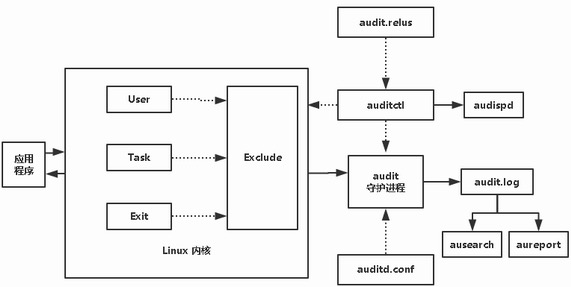 audit.relus
User
auditctl
audispd
Exclude
应用
程序
Task
audit
守护进程
audit.log
Exit
Linux 内核
ausearch
aureport
auditd.conf